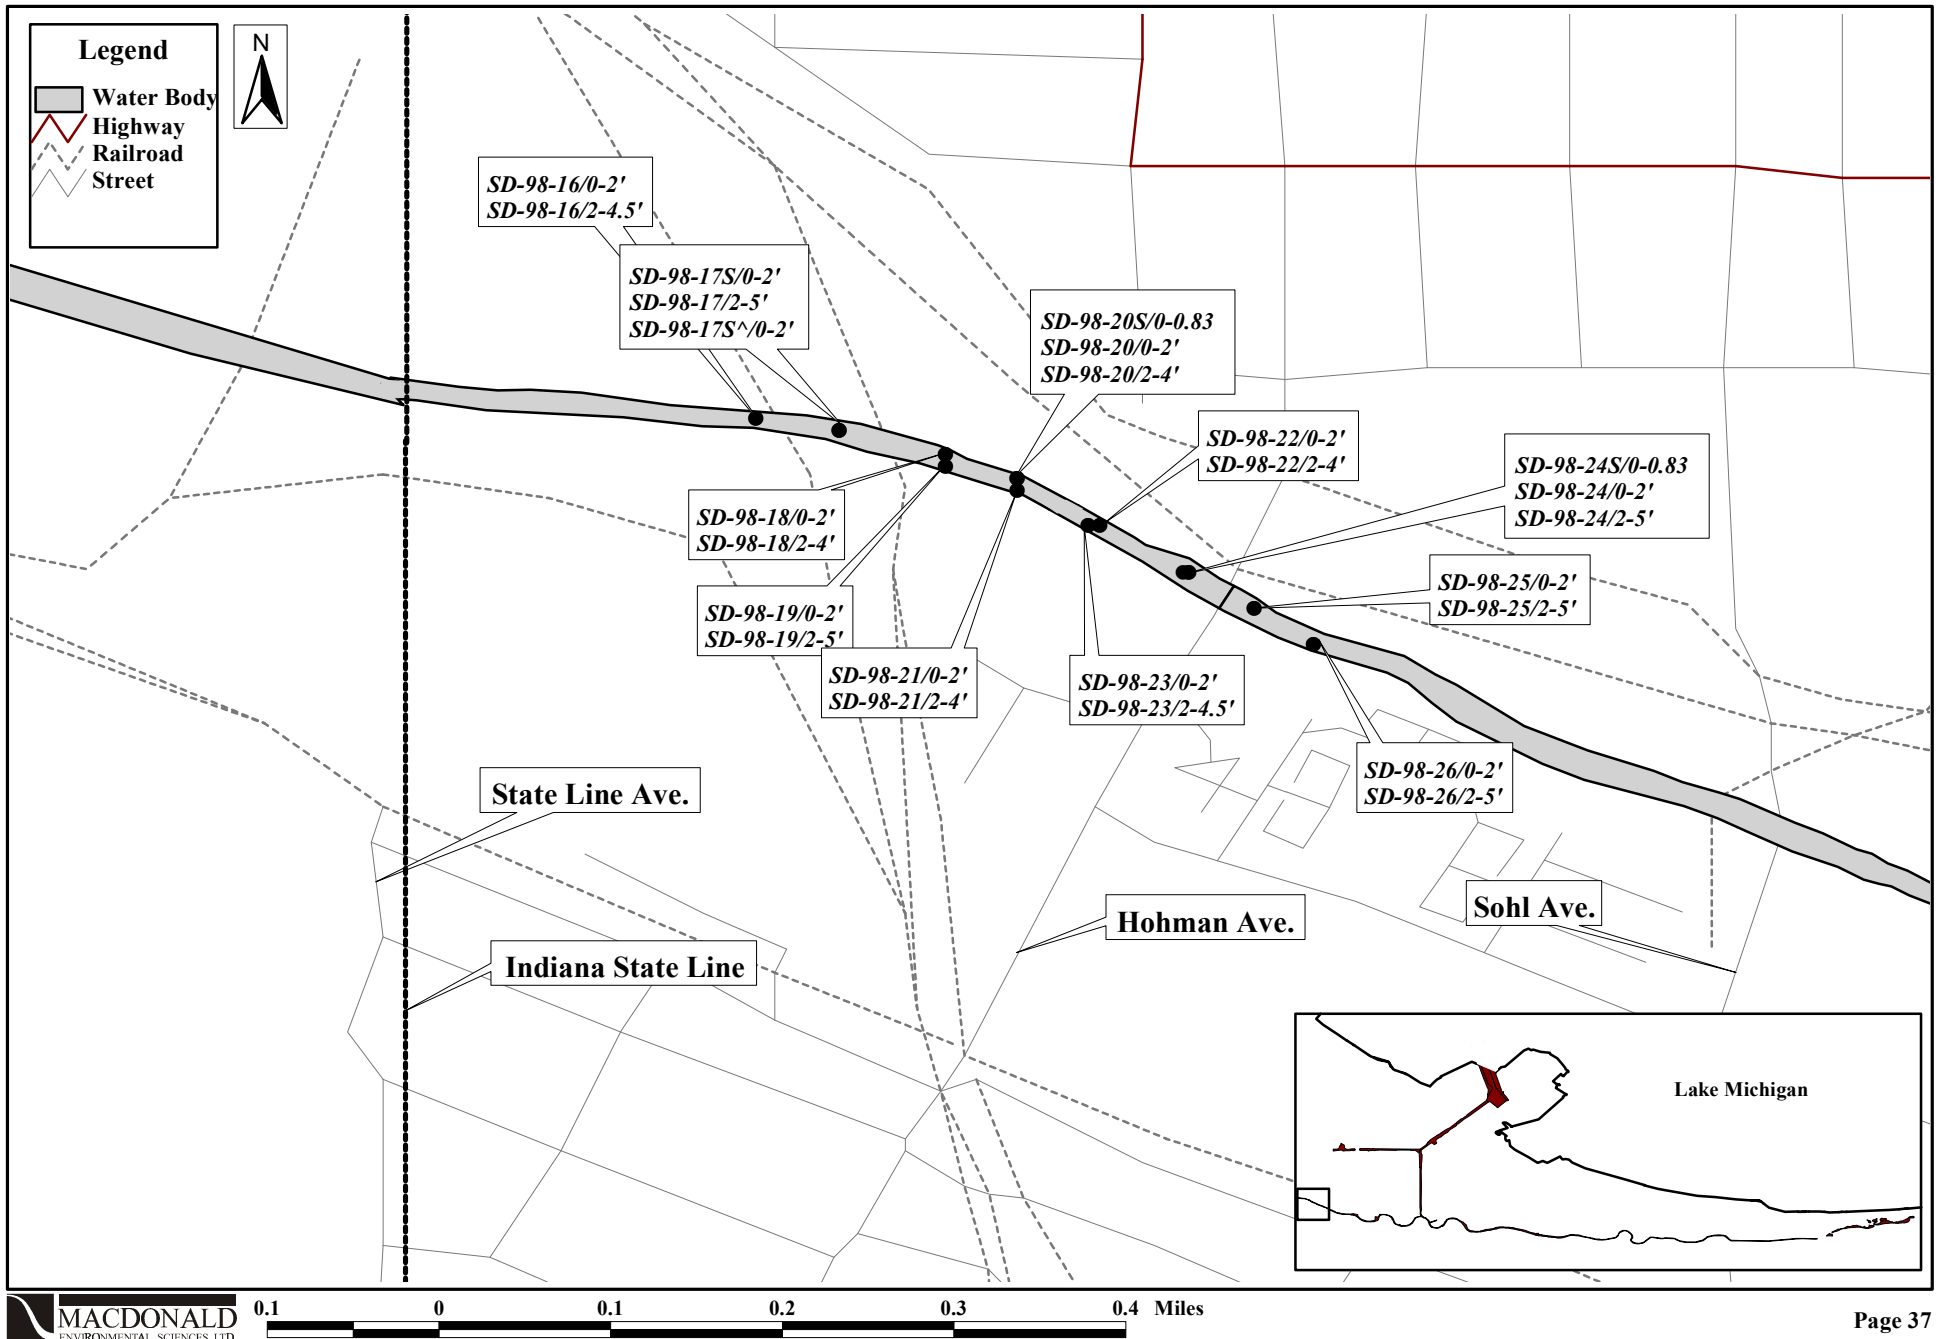 Legend
Water Body
Highway
Railroad
Street
N
SD-98-16/0-2'
SD-98-16/2-4.5'
SD-98-17S/0-2'
SD-98-17/2-5'
SD-98-17S^/0-2'
SD-98-20S/0-0.83
SD-98-20/0-2'
SD-98-20/2-4'
SD-98-22/0-2'
SD-98-22/2-4'
SD-98-24S/0-0.83
SD-98-24/0-2'
SD-98-24/2-5'
SD-98-18/0-2'
SD-98-18/2-4'
SD-98-25/0-2'
SD-98-25/2-5'
SD-98-19/0-2'
SD-98-19/2-5'
SD-98-21/0-2'
SD-98-21/2-4'
SD-98-23/0-2'
SD-98-23/2-4.5'
SD-98-26/0-2'
SD-98-26/2-5'
State Line Ave.
Hohman Ave.
Sohl Ave.
Indiana State Line
Lake Michigan
MACDONALD
ENVIRONMENTAL SCIENCES LTD.
0.1 0 0.1 0.2 0.3 0.4 Miles
Page 37